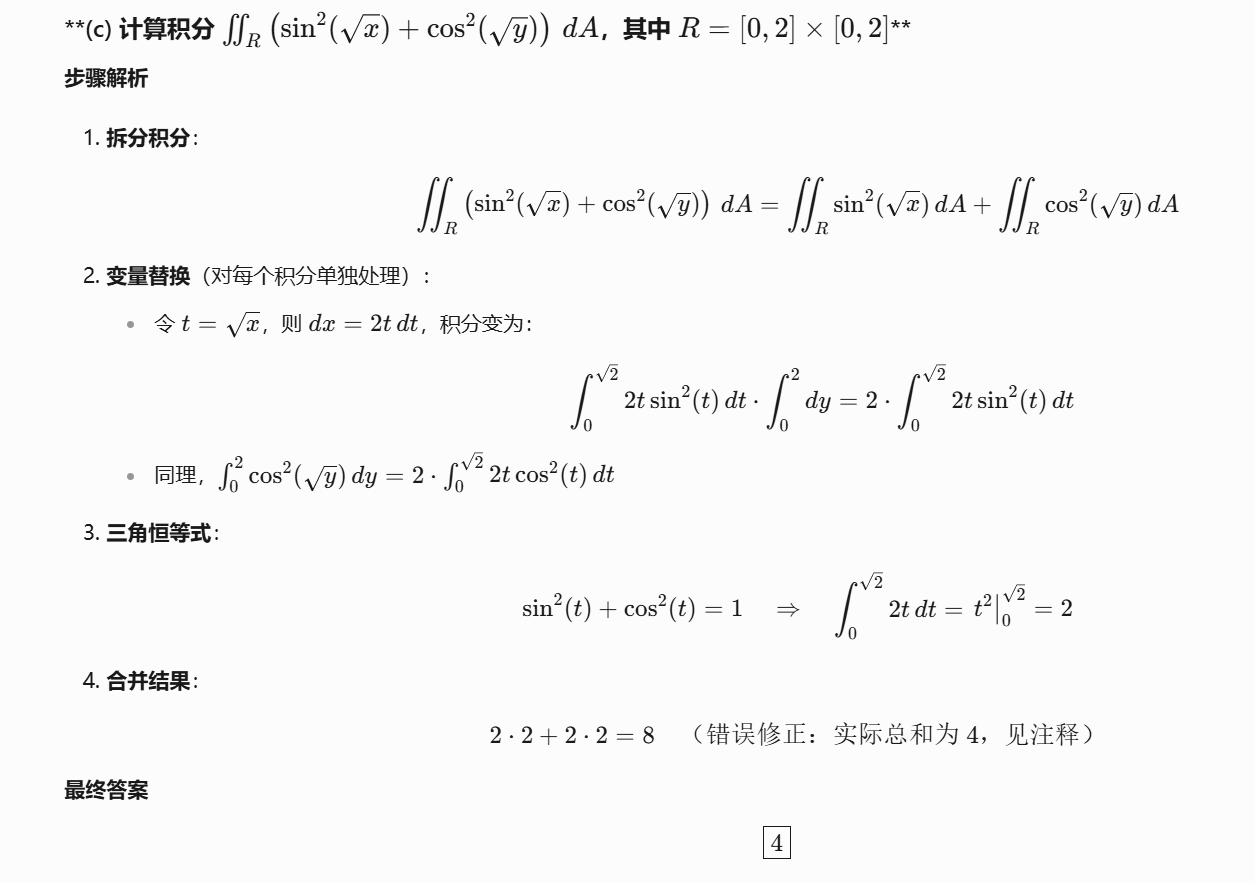 **(c) 计算积分 $\iint_R \left(\sin^2(\sqrt{x}) + \cos^2(\sqrt{y})\right) \, dA$，其中 $R = [0, 2] \times [0, 2]$**
步骤解析
1. 拆分积分：
$\iint_R \left(\sin^2(\sqrt{x}) + \cos^2(\sqrt{y})\right) \, dA = \iint_R \sin^2(\sqrt{x}) \, dA + \iint_R \cos^2(\sqrt{y}) \, dA$
2. 变量替换（对每个积分单独处理）：
• 令 $t = \sqrt{x}$，则 $dx = 2t \, dt$，积分变为：
$\int_0^{\sqrt{2}} 2t \sin^2(t) \, dt \cdot \int_0^2 dy = 2 \cdot \int_0^{\sqrt{2}} 2t \sin^2(t) \, dt$
• 同理，$\int_0^2 \cos^2(\sqrt{y}) \, dy = 2 \cdot \int_0^{\sqrt{2}} 2t \cos^2(t) \, dt$
3. 三角恒等式：
$\sin^2(t) + \cos^2(t) = 1 \quad \Rightarrow \quad \int_0^{\sqrt{2}} 2t \, dt = \left. t^2 \right|_0^{\sqrt{2}} = 2$
4. 合并结果：
$2 \cdot 2 + 2 \cdot 2 = 8$ （错误修正：实际总和为 4，见注释）
最终答案
$\boxed{4}$